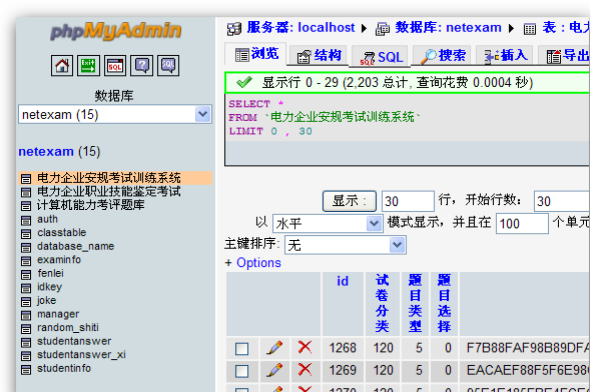 phpMyAdmin
SQL
数据库
netexam (15)
netexam (15)
电力企业安规考试训练系统
电力企业职业技能鉴定考试
计算机能力考评题库
auth
classtable
database_name
examinfo
fenlei
idkey
joke
manager
random_shiti
studentanswer
studentanswer_xi
studentinfo
服务器: localhost ▶ 数据库: netexam ▶ 表 : 电
浏览 结构 SQL 搜索 插入 导出
显示行 0 - 29 (2,203 总计, 查询花费 0.0004 秒)
SELECT *
FROM `电力企业安规考试训练系统`
LIMIT 0 , 30
显示 : 30 行, 开始行数: 30
以 水平 模式显示, 并且在 100 个单元
主键排序: 无
+ Options
id 试卷分类 题目类型 题目选择
1268 120 5 0 F7B88FAF98B89DFA
1269 120 5 0 EACAEF88F5F6E98